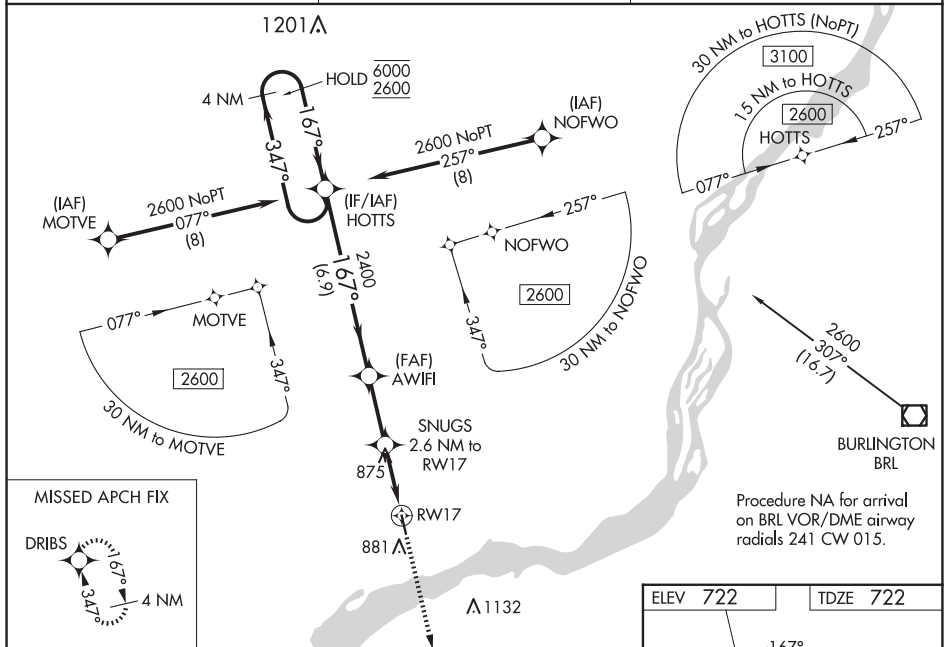 1201
HOLD 6000
2600
4 NM
167°
347°
(IAF)
NOFWO
2600 NoPT
257°
(8)
30 NM to HOTTS (NoPT)
3100
15 NM to HOTTS
2600
HOTTS
257°
077°
(IAF)
MOTVE
2600 NoPT
077°
(8)
(IF/IAF)
HOTTS
2400
167°
(6.9)
257°
NOFWO
2600
347°
30 NM to NOFWO
077°
MOTVE
347°
2600
30 NM to MOTVE
(FAF)
AWIFI
SNUGS
2.6 NM to
RW17
875
RW17
881
1132
2600
307°
(16.7)
BURLINGTON
BRL
Procedure NA for arrival
on BRL VOR/DME airway
radials 241 CW 015.
MISSED APCH FIX
DRIBS
167°
347°
4 NM
ELEV 722
TDZE 722
167°